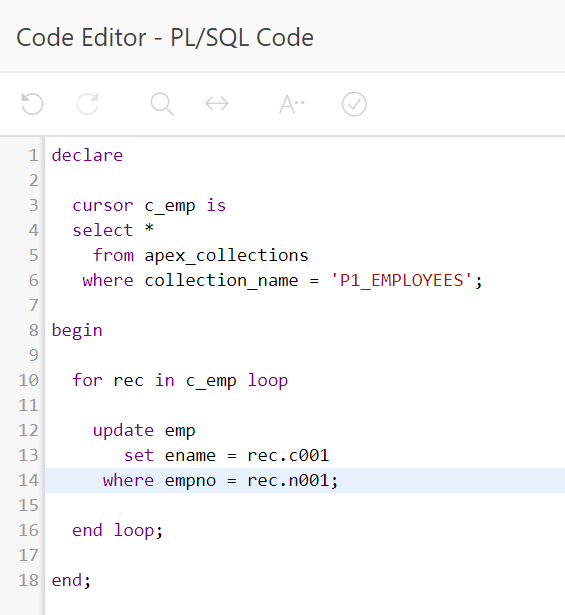 Code Editor - PL/SQL Code
A··
1 declare
2
3 cursor c_emp is
4 select *
5 from apex_collections
6 where collection_name = 'P1_EMPLOYEES';
7
8 begin
9
10 for rec in c_emp loop
11
12 update emp
13 set ename = rec.c001
14 where empno = rec.n001;
15
16 end loop;
17
18 end;